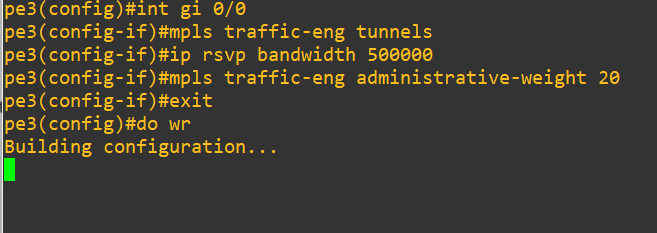 pe3(config)#int gi 0/0
pe3(config-if)#mpls traffic-eng tunnels
pe3(config-if)#ip rsvp bandwidth 500000
pe3(config-if)#mpls traffic-eng administrative-weight 20
pe3(config-if)#exit
pe3(config)#do wr
Building configuration...